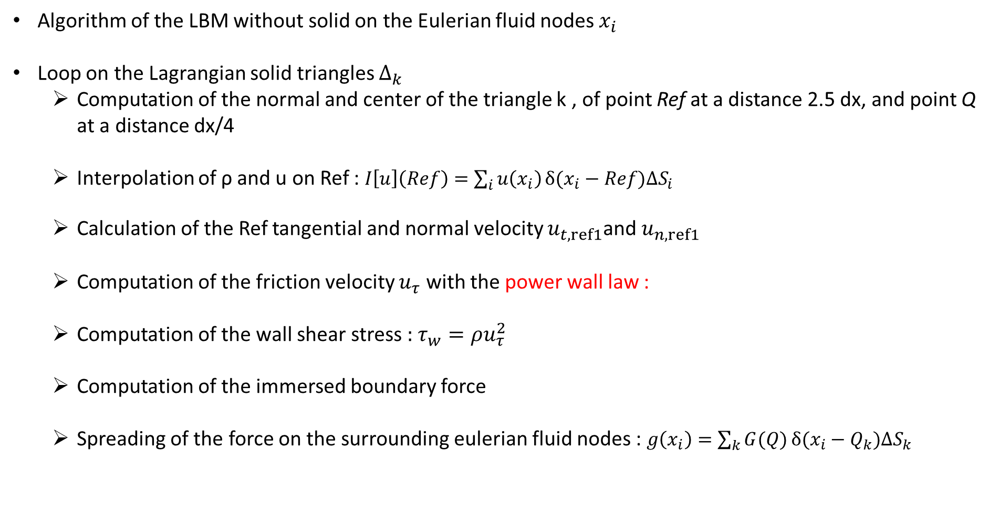 • Algorithm of the LBM without solid on the Eulerian fluid nodes $x_i$
• Loop on the Lagrangian solid triangles $\Delta_k$
➢ Computation of the normal and center of the triangle k , of point Ref at a distance 2.5 dx, and point Q
at a distance dx/4
➢ Interpolation of ρ and u on Ref : $I[u](Ref) = \sum_i u(x_i)\, \delta(x_i - Ref)\Delta S_i$
➢ Calculation of the Ref tangential and normal velocity $u_{t,\mathrm{ref1}}$and $u_{n,\mathrm{ref1}}$
➢ Computation of the friction velocity $u_\tau$ with the power wall law :
➢ Computation of the wall shear stress : $\tau_w = \rho u_\tau^2$
➢ Computation of the immersed boundary force
➢ Spreading of the force on the surrounding eulerian fluid nodes : $g(x_i) = \sum_k G(Q)\, \delta(x_i - Q_k)\Delta S_k$